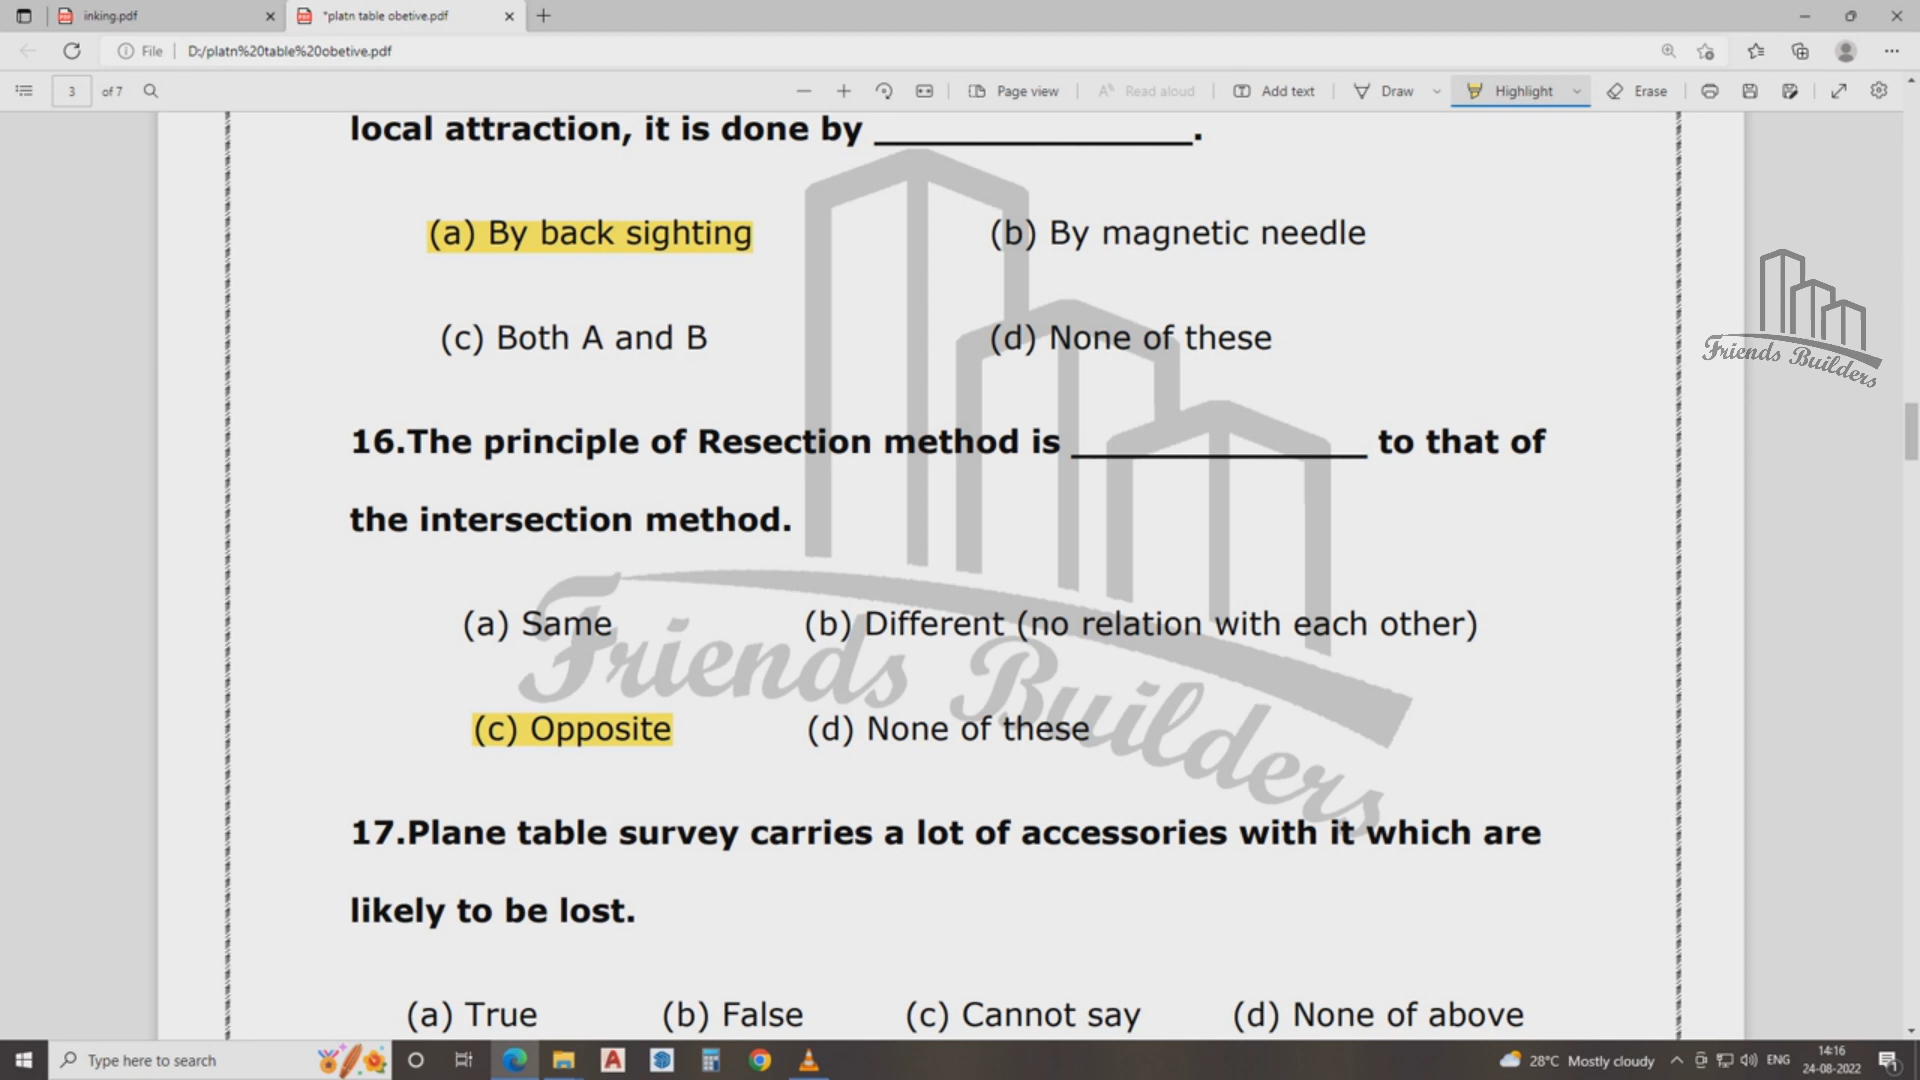 inking.pdf
*platn table obetive.pdf
File
D:/platn%20table%20obetive.pdf
3 of 7
Page view
Read aloud
Add text
Draw
Highlight
Erase
local attraction, it is done by _______________.
(a) By back sighting (b) By magnetic needle
(c) Both A and B (d) None of these
16.The principle of Resection method is ______________ to that of
the intersection method.
(a) Same (b) Different (no relation with each other)
(c) Opposite (d) None of these
17.Plane table survey carries a lot of accessories with it which are
likely to be lost.
(a) True (b) False (c) Cannot say (d) None of above
Friends Builders
Friends Builders
Type here to search
28°C Mostly cloudy
ENG
14:16
24-08-2022
1